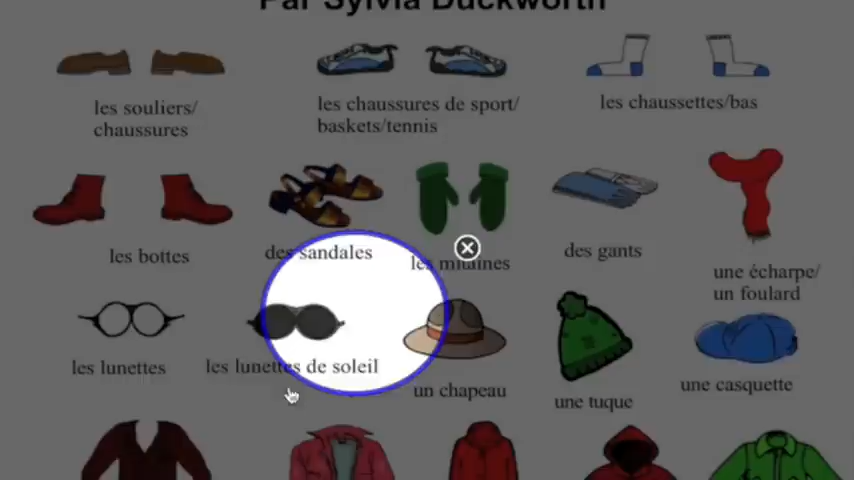 Par Sylvia Duckworth
les souliers/
chaussures
les chaussures de sport/
baskets/tennis
les chaussettes/bas
les bottes
des sandales
les mitaines
des gants
une écharpe/
un foulard
les lunettes
les lunettes de soleil
un chapeau
une tuque
une casquette